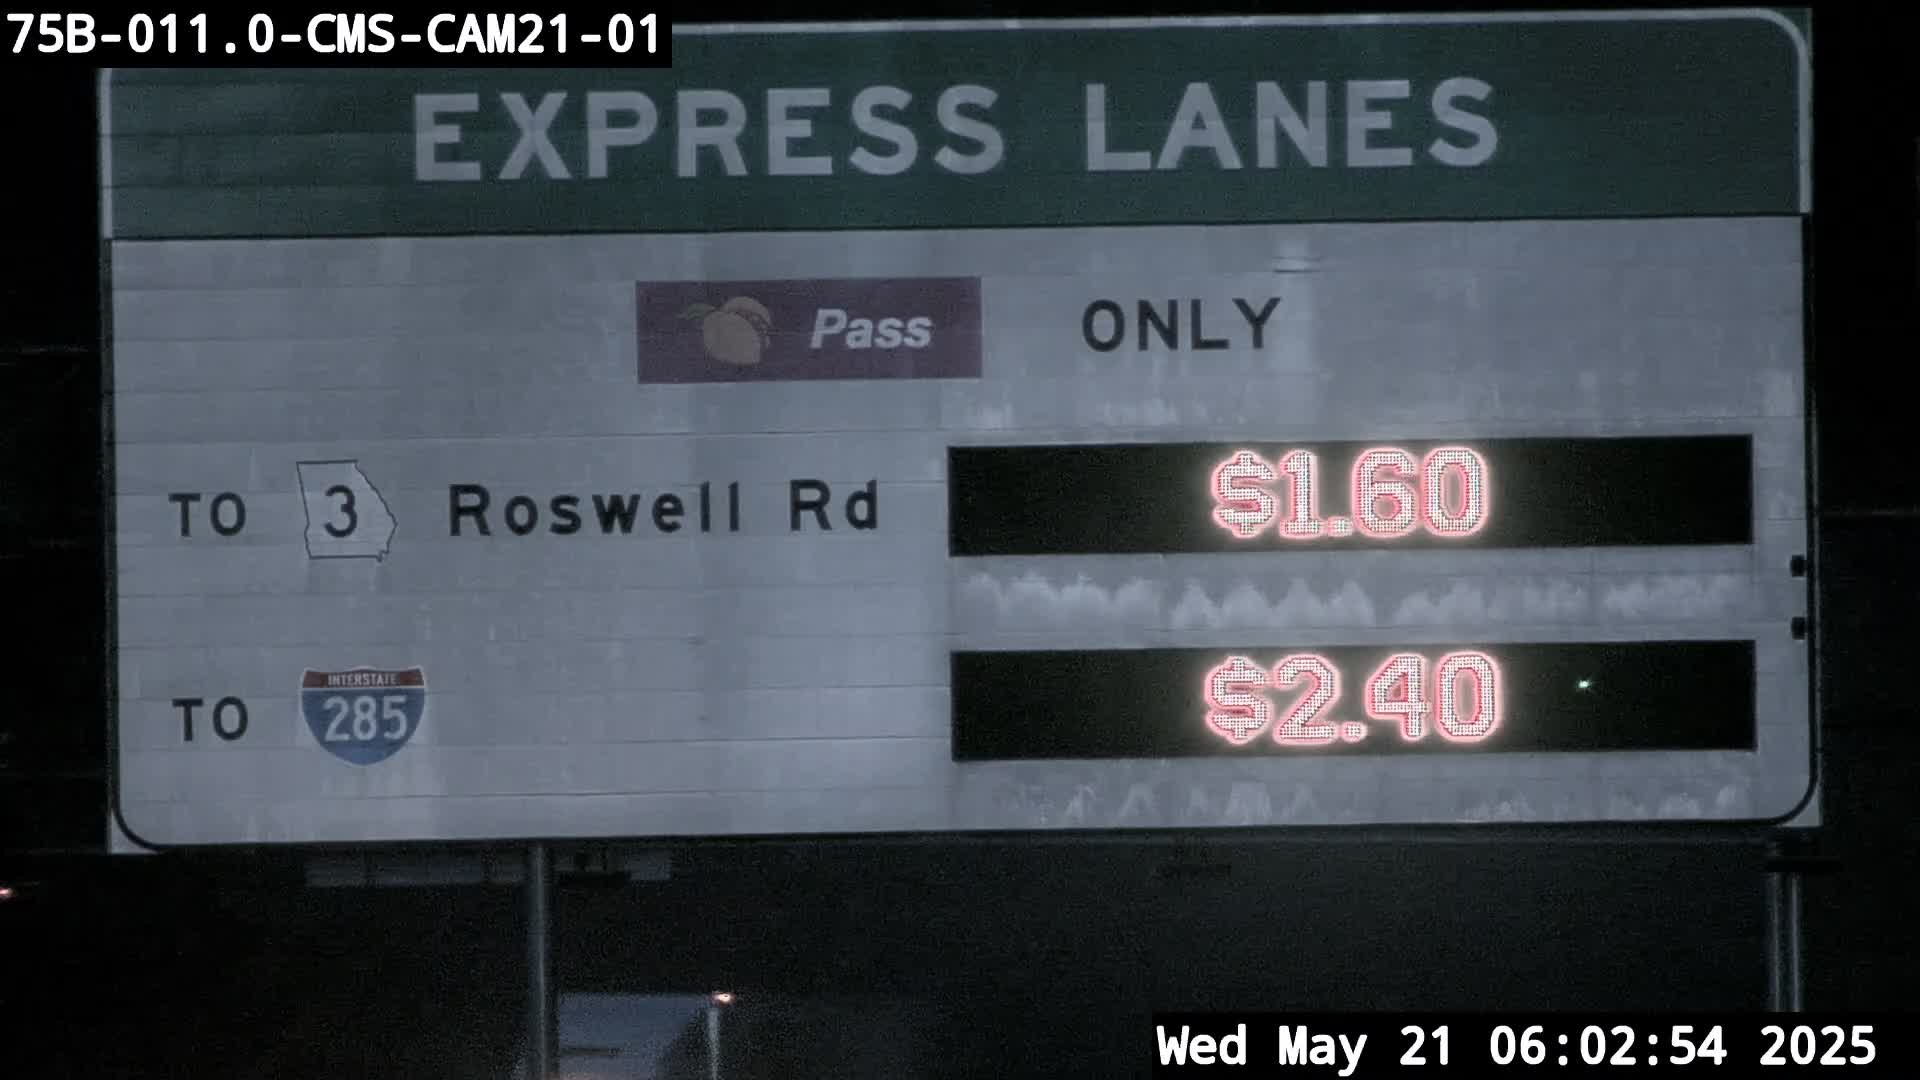 75B-011.0-CMS-CAM21-01
EXPRESS LANES
Pass ONLY
TO 3 Roswell Rd $1.60
TO INTERSTATE 285 $2.40
Wed May 21 06:02:54 2025